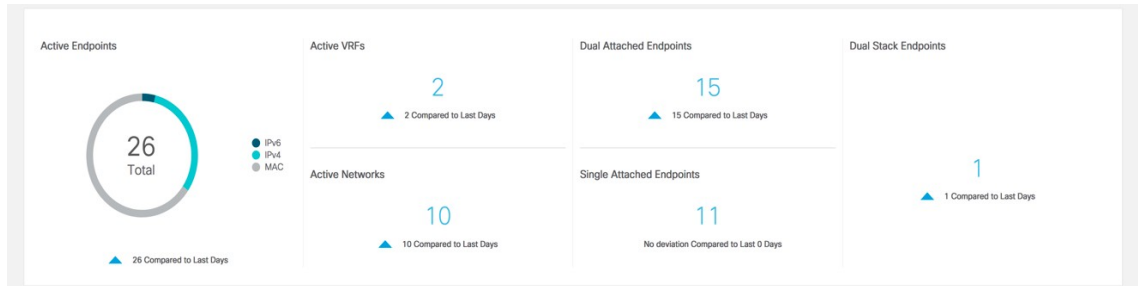 Active Endpoints
26
Total
IPv6
IPv4
MAC
26 Compared to Last Days
Active VRFs
2
2 Compared to Last Days
Active Networks
10
10 Compared to Last Days
Dual Attached Endpoints
15
15 Compared to Last Days
Single Attached Endpoints
11
No deviation Compared to Last 0 Days
Dual Stack Endpoints
1
1 Compared to Last Days